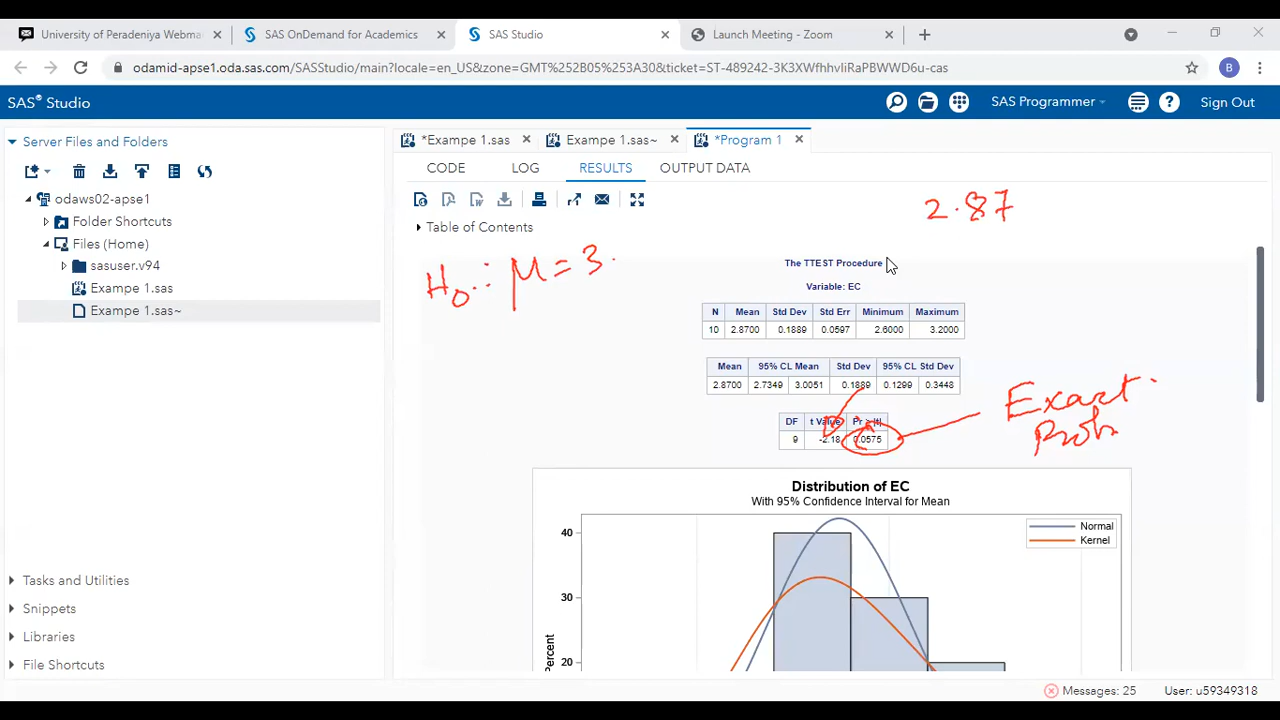 University of Peradeniya Webma
SAS OnDemand for Academics
SAS Studio
Launch Meeting - Zoom
odamid-apse1.oda.sas.com/SASStudio/main?locale=en_US&zone=GMT%252B05%253A30&ticket=ST-489242-3K3XWfhhvIiRaPBWWD6u-cas
B
SAS® Studio
SAS Programmer
Sign Out
Server Files and Folders
odaws02-apse1
Folder Shortcuts
Files (Home)
sasuser.v94
Exampe 1.sas
Exampe 1.sas~
Tasks and Utilities
Snippets
Libraries
File Shortcuts
*Exampe 1.sas
Exampe 1.sas~
*Program 1
CODE LOG RESULTS OUTPUT DATA
Table of Contents
2.87
H₀: μ = 3.
The TTEST Procedure
Variable: EC
N Mean Std Dev Std Err Minimum Maximum
10 2.8700 0.1889 0.0597 2.6000 3.2000
Mean 95% CL Mean Std Dev 95% CL Std Dev
2.8700 2.7349 3.0051 0.1889 0.1299 0.3448
DF t Value Pr > |t|
9 -2.18 0.0575
Exact
Prob
Distribution of EC
With 95% Confidence Interval for Mean
Normal
Kernel
40
30
20
Percent
Messages: 25
User: u59349318